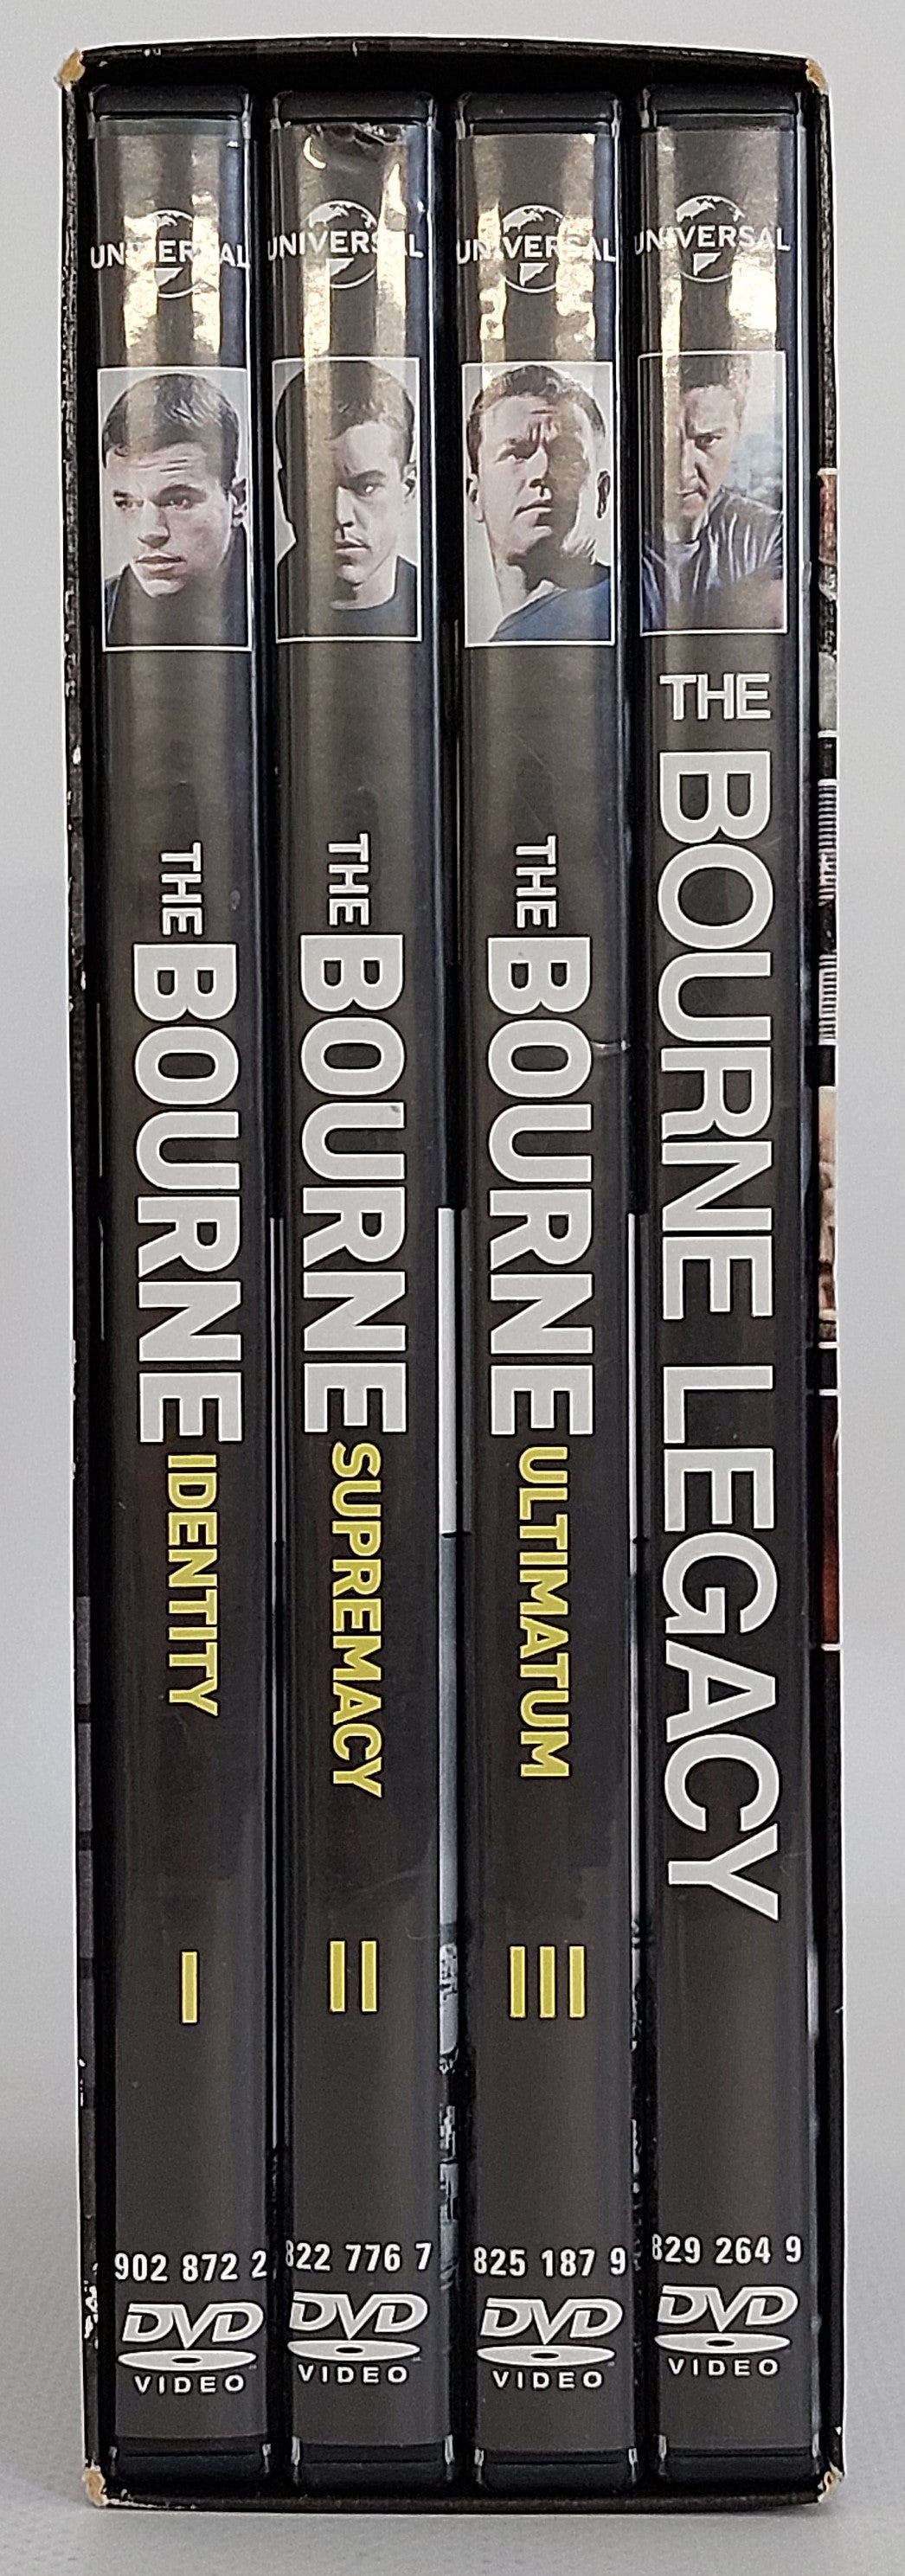 UNIVERSAL
THE BOURNE IDENTITY
I
902 872 2
DVD
VIDEO
UNIVERSAL
THE BOURNE SUPREMACY
II
822 776 7
DVD
VIDEO
UNIVERSAL
THE BOURNE ULTIMATUM
III
825 187 9
DVD
VIDEO
UNIVERSAL
THE BOURNE LEGACY
829 264 9
DVD
VIDEO